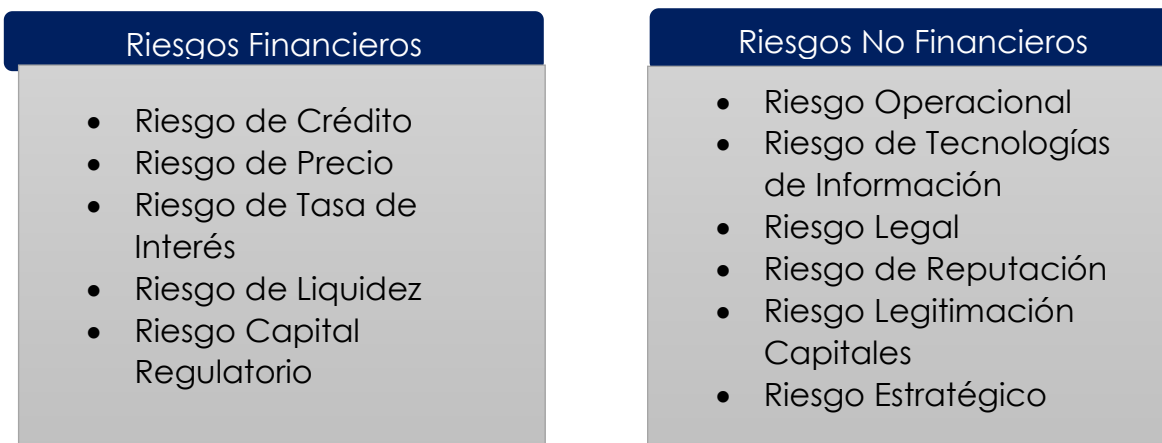 Riesgos Financieros
• Riesgo de Crédito
• Riesgo de Precio
• Riesgo de Tasa de
Interés
• Riesgo de Liquidez
• Riesgo Capital
Regulatorio
Riesgos No Financieros
• Riesgo Operacional
• Riesgo de Tecnologías
de Información
• Riesgo Legal
• Riesgo de Reputación
• Riesgo Legitimación
Capitales
• Riesgo Estratégico